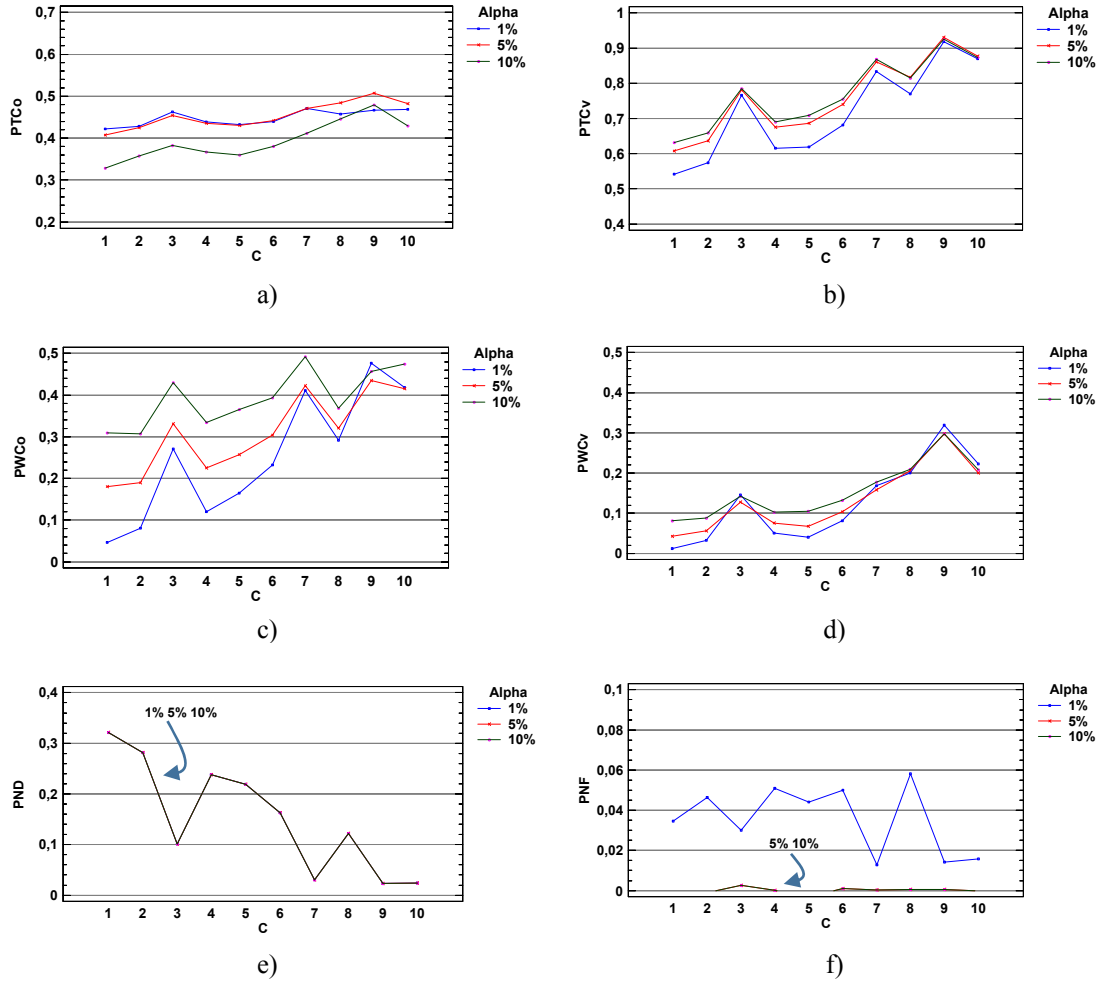 Alpha
1%
5%
10%
PTCo
0,7
0,6
0,5
0,4
0,3
0,2
1 2 3 4 5 6 7 8 9 10
C
a)
Alpha
1%
5%
10%
PTCv
1
0,9
0,8
0,7
0,6
0,5
0,4
1 2 3 4 5 6 7 8 9 10
C
b)
Alpha
1%
5%
10%
PWCo
0,5
0,4
0,3
0,2
0,1
0
1 2 3 4 5 6 7 8 9 10
C
c)
Alpha
1%
5%
10%
PWCv
0,5
0,4
0,3
0,2
0,1
0
1 2 3 4 5 6 7 8 9 10
C
d)
Alpha
1%
5%
10%
1% 5% 10%
PND
0,4
0,3
0,2
0,1
0
1 2 3 4 5 6 7 8 9 10
C
e)
Alpha
1%
5%
10%
5% 10%
PNF
0,1
0,08
0,06
0,04
0,02
0
1 2 3 4 5 6 7 8 9 10
C
f)